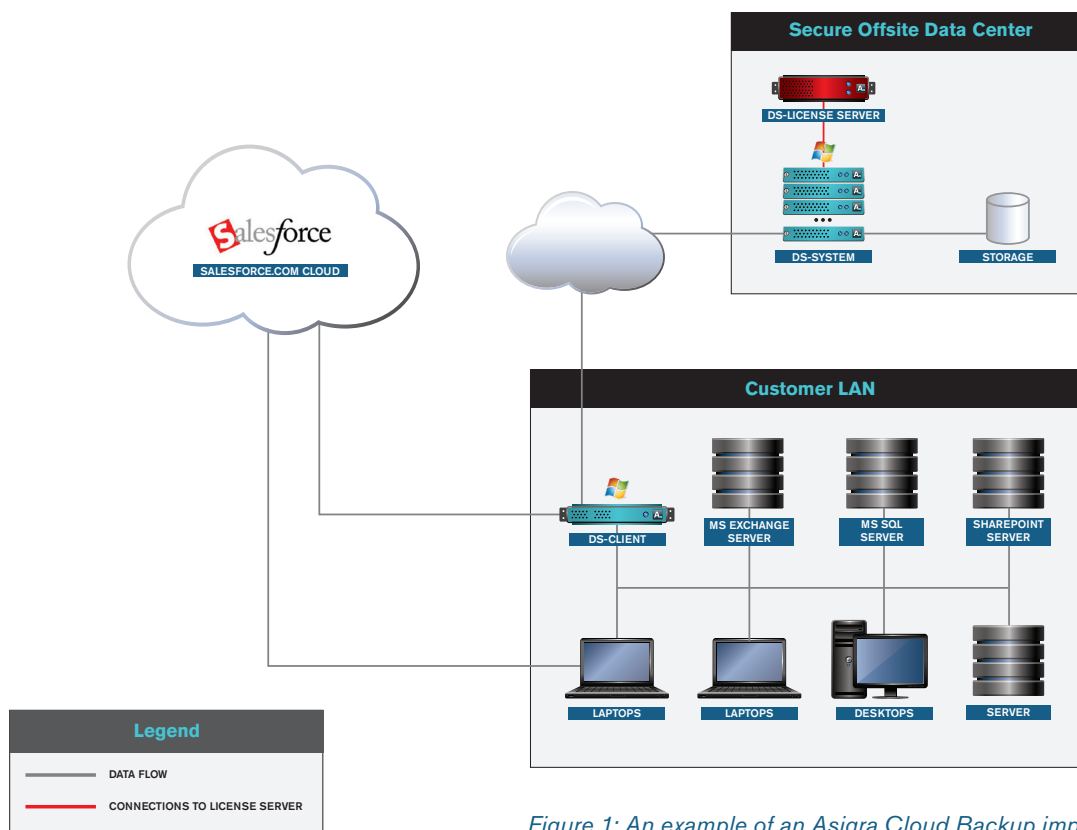 Secure Offsite Data Center
DS-LICENSE SERVER
DS-SYSTEM
STORAGE
Salesforce
SALESFORCE.COM CLOUD
Customer LAN
DS-CLIENT
MS EXCHANGE
SERVER
MS SQL
SERVER
SHAREPOINT
SERVER
LAPTOPS
LAPTOPS
DESKTOPS
SERVER
Legend
DATA FLOW
CONNECTIONS TO LICENSE SERVER
Figure 1: An example of an Asigra Cloud Backup imp